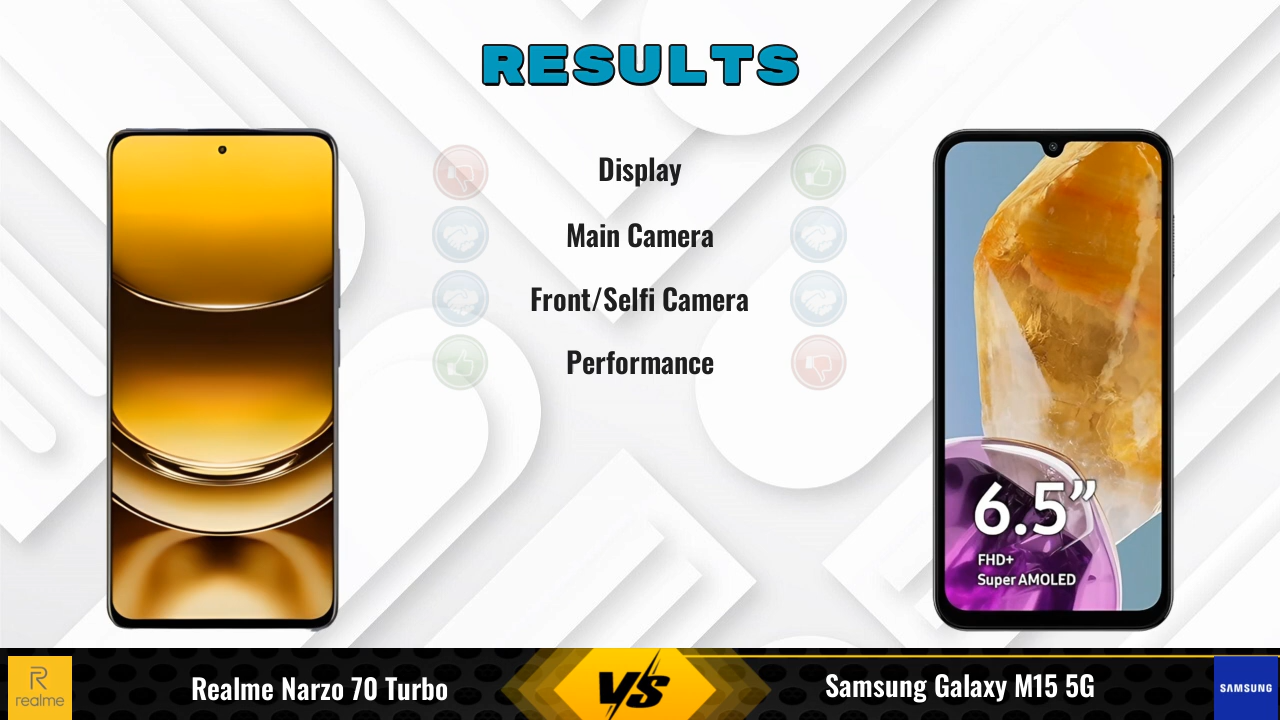 RESULTS
Display
Main Camera
Front/Selfi Camera
Performance
6.5”
FHD+
Super AMOLED
realme
Realme Narzo 70 Turbo
VS
Samsung Galaxy M15 5G
SAMSUNG